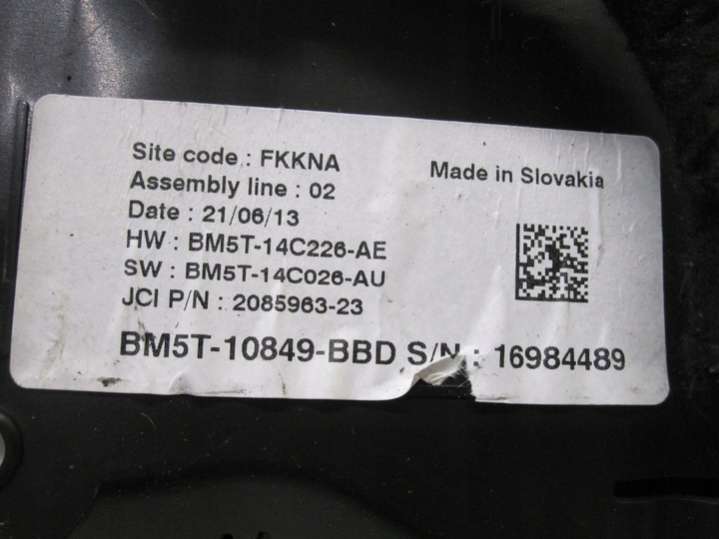 Site code : FKKNA
Made in Slovakia
Assembly line : 02
Date : 21/06/13
HW : BM5T-14C226-AE
SW : BM5T-14C026-AU
JCI P/N : 2085963-23
BM5T-10849-BBD S/N : 16984489